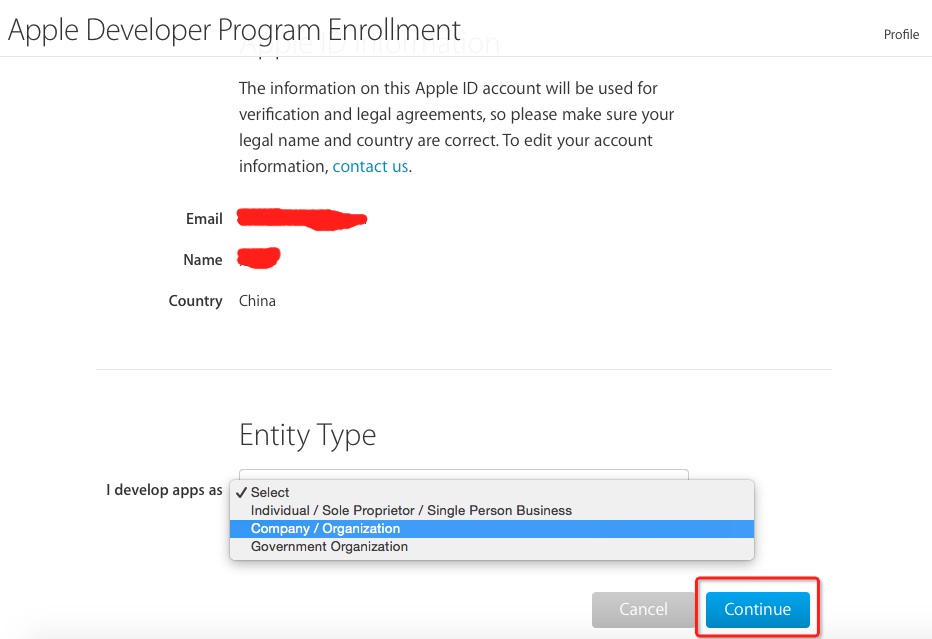 Apple Developer Program Enrollment
Profile
Apple ID Information
The information on this Apple ID account will be used for
verification and legal agreements, so please make sure your
legal name and country are correct. To edit your account
information, contact us.
Email
Name
Country China
Entity Type
I develop apps as
✓ Select
Individual / Sole Proprietor / Single Person Business
Company / Organization
Government Organization
Cancel Continue